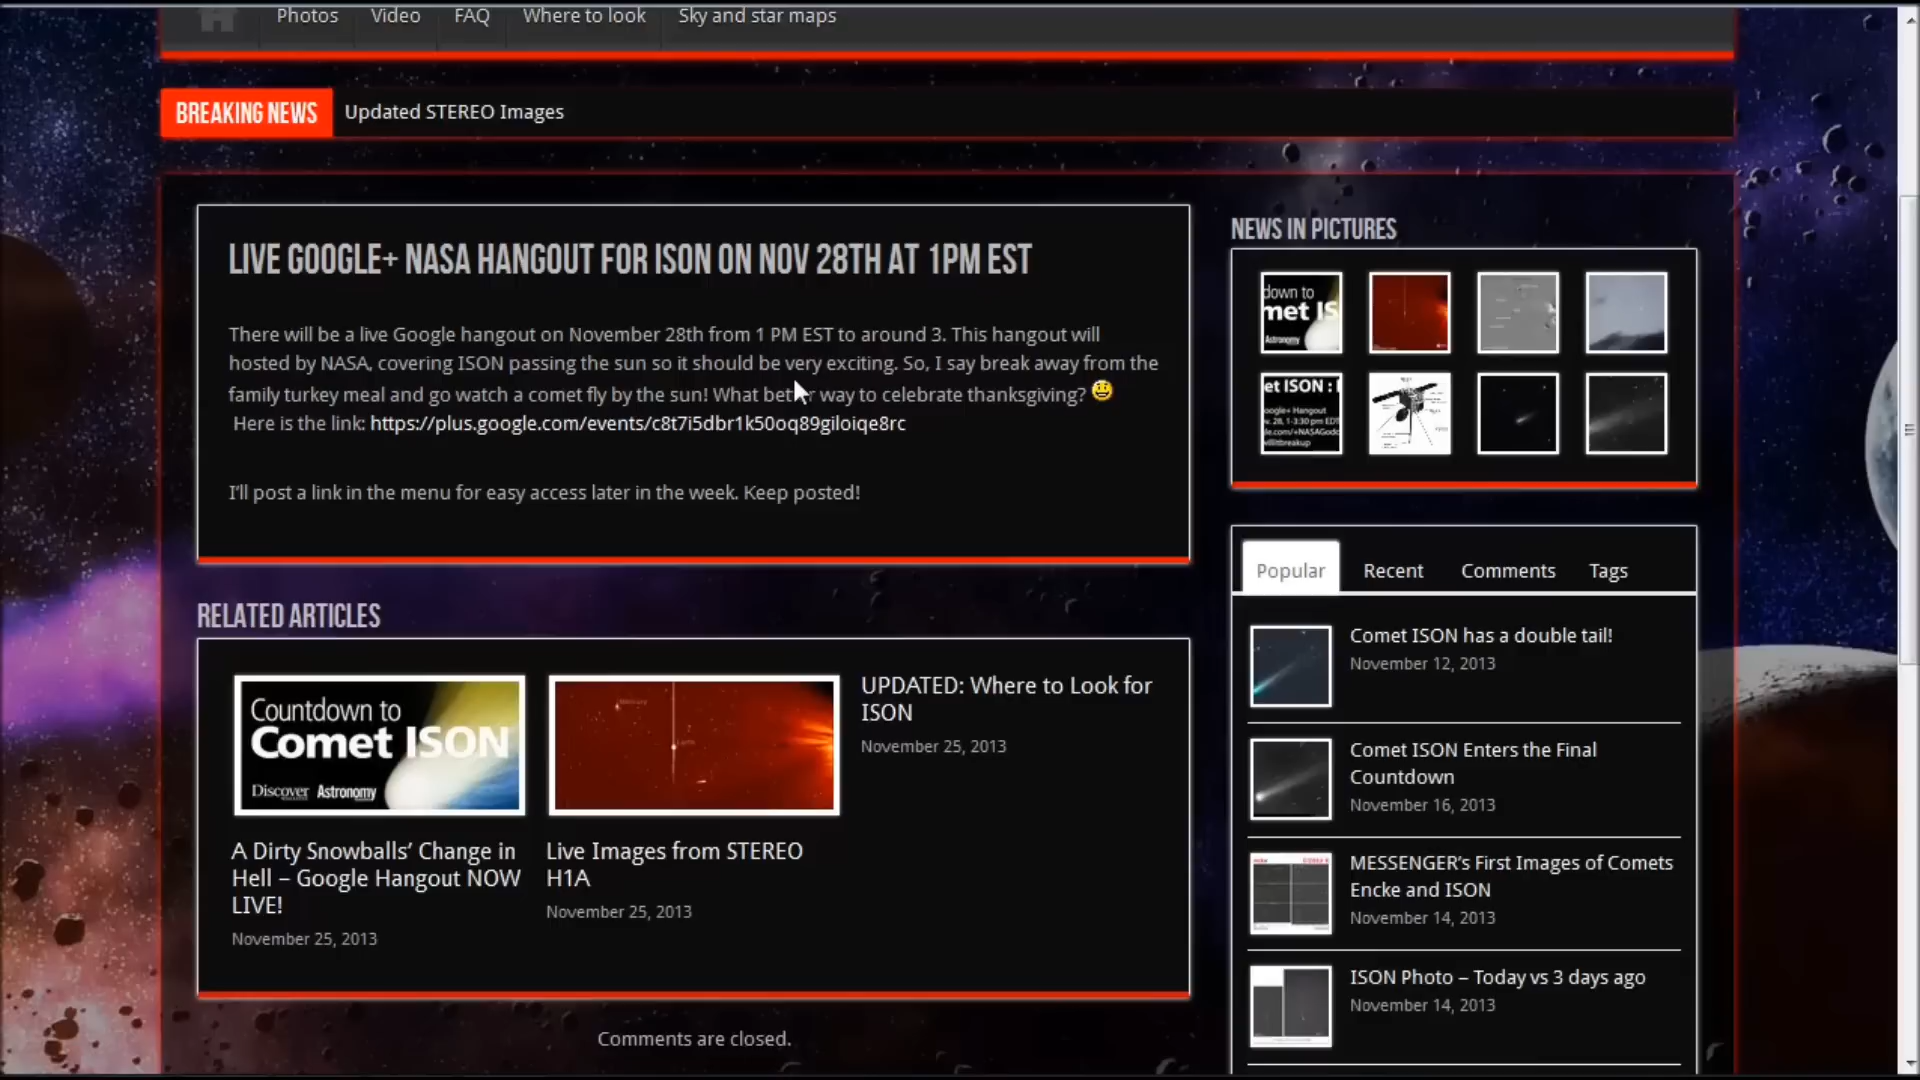 Photos Video FAQ Where to look Sky and star maps
BREAKING NEWS Updated STEREO Images
LIVE GOOGLE+ NASA HANGOUT FOR ISON ON NOV 28TH AT 1PM EST
There will be a live Google hangout on November 28th from 1 PM EST to around 3. This hangout will
hosted by NASA, covering ISON passing the sun so it should be very exciting. So, I say break away from the
family turkey meal and go watch a comet fly by the sun! What better way to celebrate thanksgiving?
Here is the link: https://plus.google.com/events/c8t7i5dbr1k50oq89giloiqe8rc
I'll post a link in the menu for easy access later in the week. Keep posted!
RELATED ARTICLES
Countdown to
Comet ISON
Discover Astronomy
A Dirty Snowballs' Change in
Hell – Google Hangout NOW
LIVE!
November 25, 2013
Live Images from STEREO
H1A
November 25, 2013
UPDATED: Where to Look for
ISON
November 25, 2013
Comments are closed.
NEWS IN PICTURES
down to
met IS
Astronomy
et ISON :
oogle+ Hangout
v. 28, 1-3:30 pm EDT
Popular Recent Comments Tags
Comet ISON has a double tail!
November 12, 2013
Comet ISON Enters the Final
Countdown
November 16, 2013
MESSENGER's First Images of Comets
Encke and ISON
November 14, 2013
ISON Photo – Today vs 3 days ago
November 14, 2013